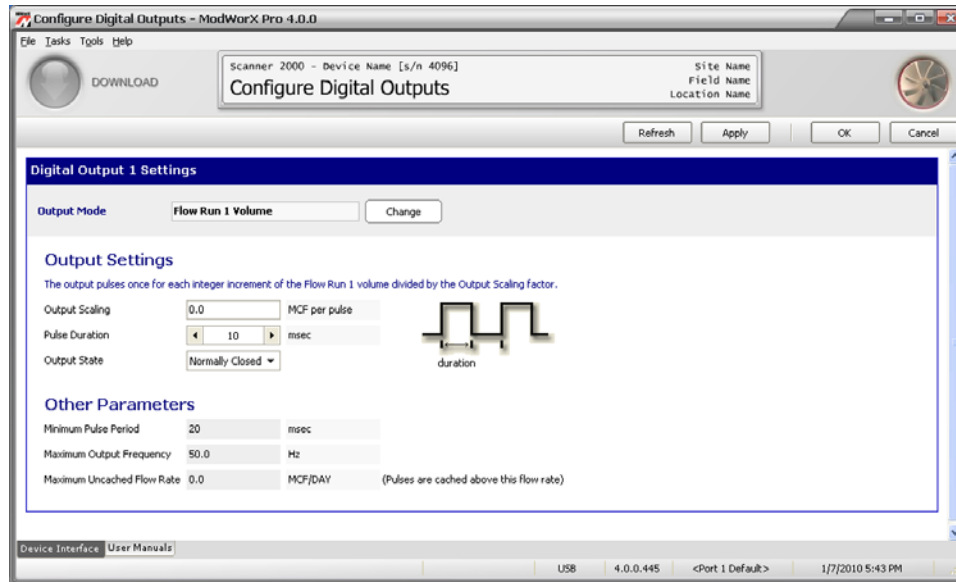 Configure Digital Outputs - ModWorX Pro 4.0.0
File Tasks Tools Help
DOWNLOAD
Scanner 2000 - Device Name [s/n 4096]
Configure Digital Outputs
Site Name
Field Name
Location Name
Refresh Apply OK Cancel
Digital Output 1 Settings
Output Mode Flow Run 1 Volume Change
Output Settings
The output pulses once for each integer increment of the Flow Run 1 volume divided by the Output Scaling factor.
Output Scaling 0.0 MCF per pulse
Pulse Duration 10 msec
Output State Normally Closed
duration
Other Parameters
Minimum Pulse Period 20 msec
Maximum Output Frequency 50.0 Hz
Maximum Uncached Flow Rate 0.0 MCF/DAY (Pulses are cached above this flow rate)
Device Interface User Manuals
USB 4.0.0.445 <Port 1 Default> 1/7/2010 5:43 PM